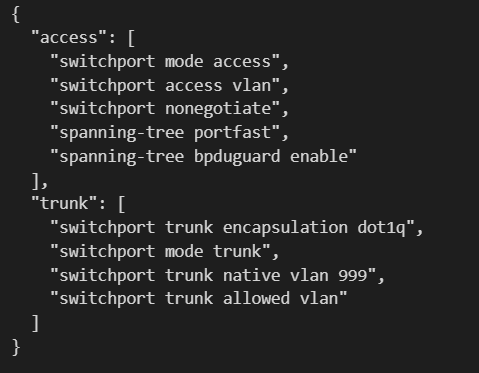 {
  "access": [
    "switchport mode access",
    "switchport access vlan",
    "switchport nonegotiate",
    "spanning-tree portfast",
    "spanning-tree bpduguard enable"
  ],
  "trunk": [
    "switchport trunk encapsulation dot1q",
    "switchport mode trunk",
    "switchport trunk native vlan 999",
    "switchport trunk allowed vlan"
  ]
}